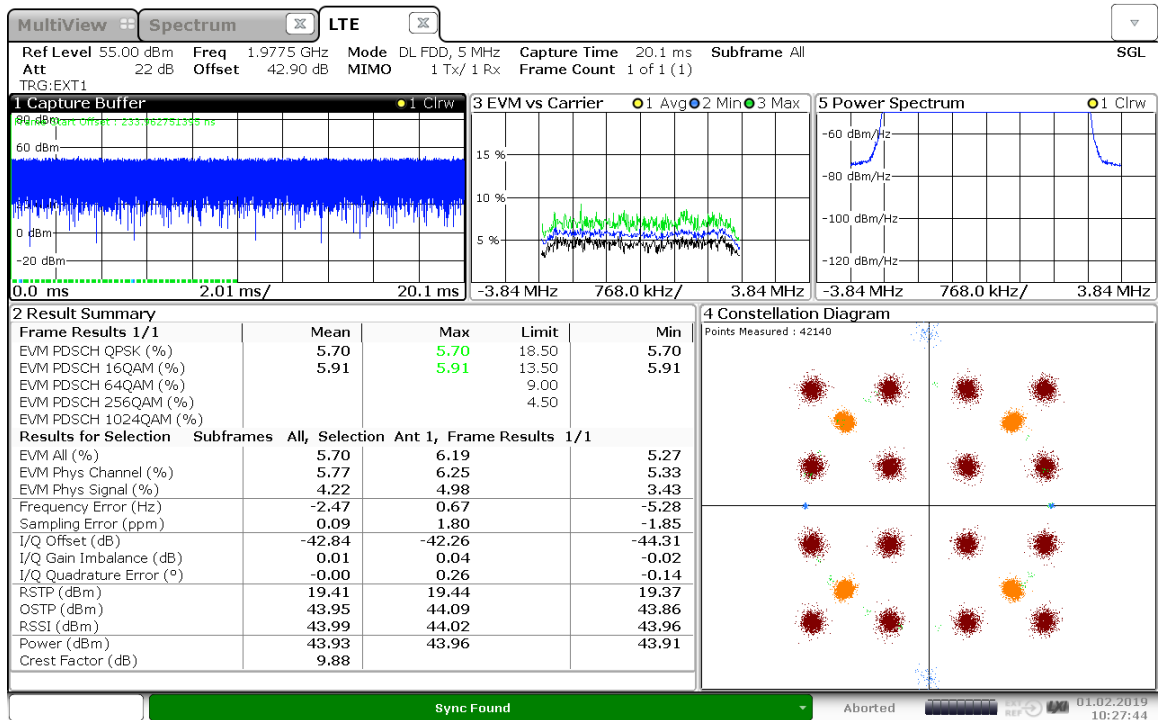 MultiView Spectrum LTE
Ref Level 55.00 dBm Freq 1.9775 GHz Mode DL FDD, 5 MHz Capture Time 20.1 ms Subframe All SGL
Att 22 dB Offset 42.90 dB MIMO 1 Tx/ 1 Rx Frame Count 1 of 1 (1)
TRG:EXT1
1 Capture Buffer 1 Clrw
80 dBm
60 dBm
0 dBm
-20 dBm
0.0 ms 2.01 ms/ 20.1 ms
3 EVM vs Carrier 1 Avg 2 Min 3 Max
15 %
10 %
5 %
-3.84 MHz 768.0 kHz/ 3.84 MHz
5 Power Spectrum 1 Clrw
-60 dBm/Hz
-80 dBm/Hz
-100 dBm/Hz
-120 dBm/Hz
-3.84 MHz 768.0 kHz/ 3.84 MHz
2 Result Summary
Frame Results 1/1 Mean Max Limit Min
EVM PDSCH QPSK (%) 5.70 5.70 18.50 5.70
EVM PDSCH 16QAM (%) 5.91 5.91 13.50 5.91
EVM PDSCH 64QAM (%) 9.00
EVM PDSCH 256QAM (%) 4.50
EVM PDSCH 1024QAM (%)
Results for Selection Subframes All, Selection Ant 1, Frame Results 1/1
EVM All (%) 5.70 6.19 5.27
EVM Phys Channel (%) 5.77 6.25 5.33
EVM Phys Signal (%) 4.22 4.98 3.43
Frequency Error (Hz) -2.47 0.67 -5.28
Sampling Error (ppm) 0.09 1.80 -1.85
I/Q Offset (dB) -42.84 -42.26 -44.31
I/Q Gain Imbalance (dB) 0.01 0.04 -0.02
I/Q Quadrature Error (º) -0.00 0.26 -0.14
RSTP (dBm) 19.41 19.44 19.37
OSTP (dBm) 43.95 44.09 43.86
RSSI (dBm) 43.99 44.02 43.96
Power (dBm) 43.93 43.96 43.91
Crest Factor (dB) 9.88
4 Constellation Diagram
Points Measured : 42140
Sync Found
Aborted
01.02.2019
10:27:44